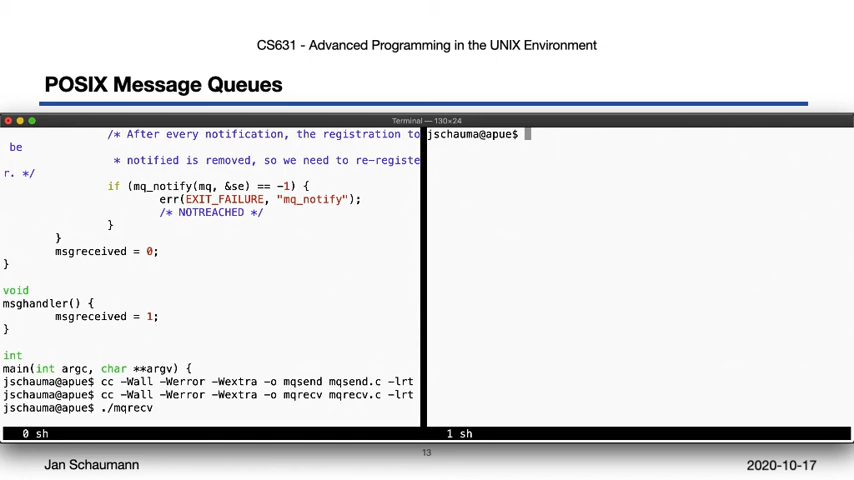 CS631 - Advanced Programming in the UNIX Environment
POSIX Message Queues
Terminal — 130×24
/* After every notification, the registration to
be
* notified is removed, so we need to re-registe
r. */
if (mq_notify(mq, &se) == -1) {
err(EXIT_FAILURE, "mq_notify");
/* NOTREACHED */
}
}
msgreceived = 0;
}
void
msghandler() {
msgreceived = 1;
}
int
main(int argc, char **argv) {
jschauma@apue$ cc -Wall -Werror -Wextra -o mqsend mqsend.c -lrt
jschauma@apue$ cc -Wall -Werror -Wextra -o mqrecv mqrecv.c -lrt
jschauma@apue$ ./mqrecv
0 sh
jschauma@apue$
1 sh
13
Jan Schaumann
2020-10-17